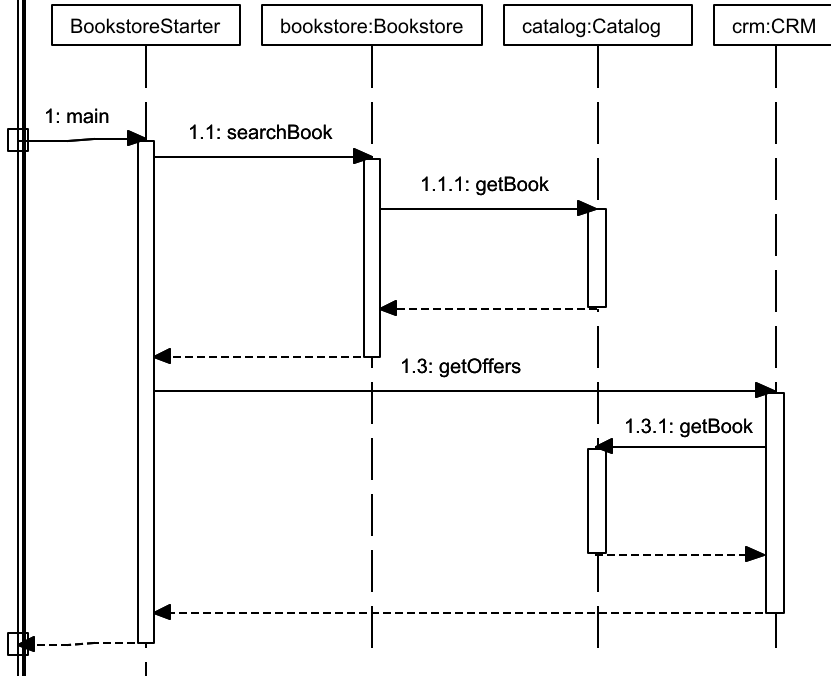 BookstoreStarter
bookstore:Bookstore
catalog:Catalog
crm:CRM
1: main
1.1: searchBook
1.1.1: getBook
1.3: getOffers
1.3.1: getBook